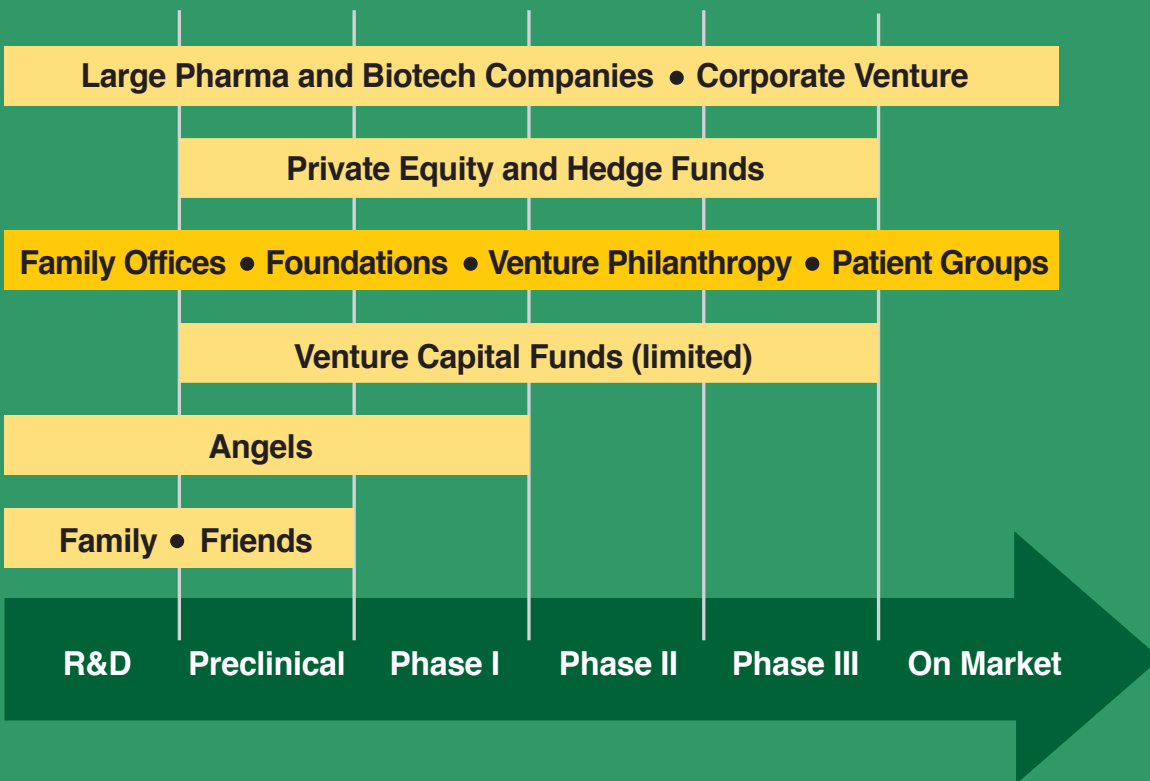 Large Pharma and Biotech Companies • Corporate Venture
Private Equity and Hedge Funds
Family Offices • Foundations • Venture Philanthropy • Patient Groups
Venture Capital Funds (limited)
Angels
Family • Friends
R&D Preclinical Phase I Phase II Phase III On Market